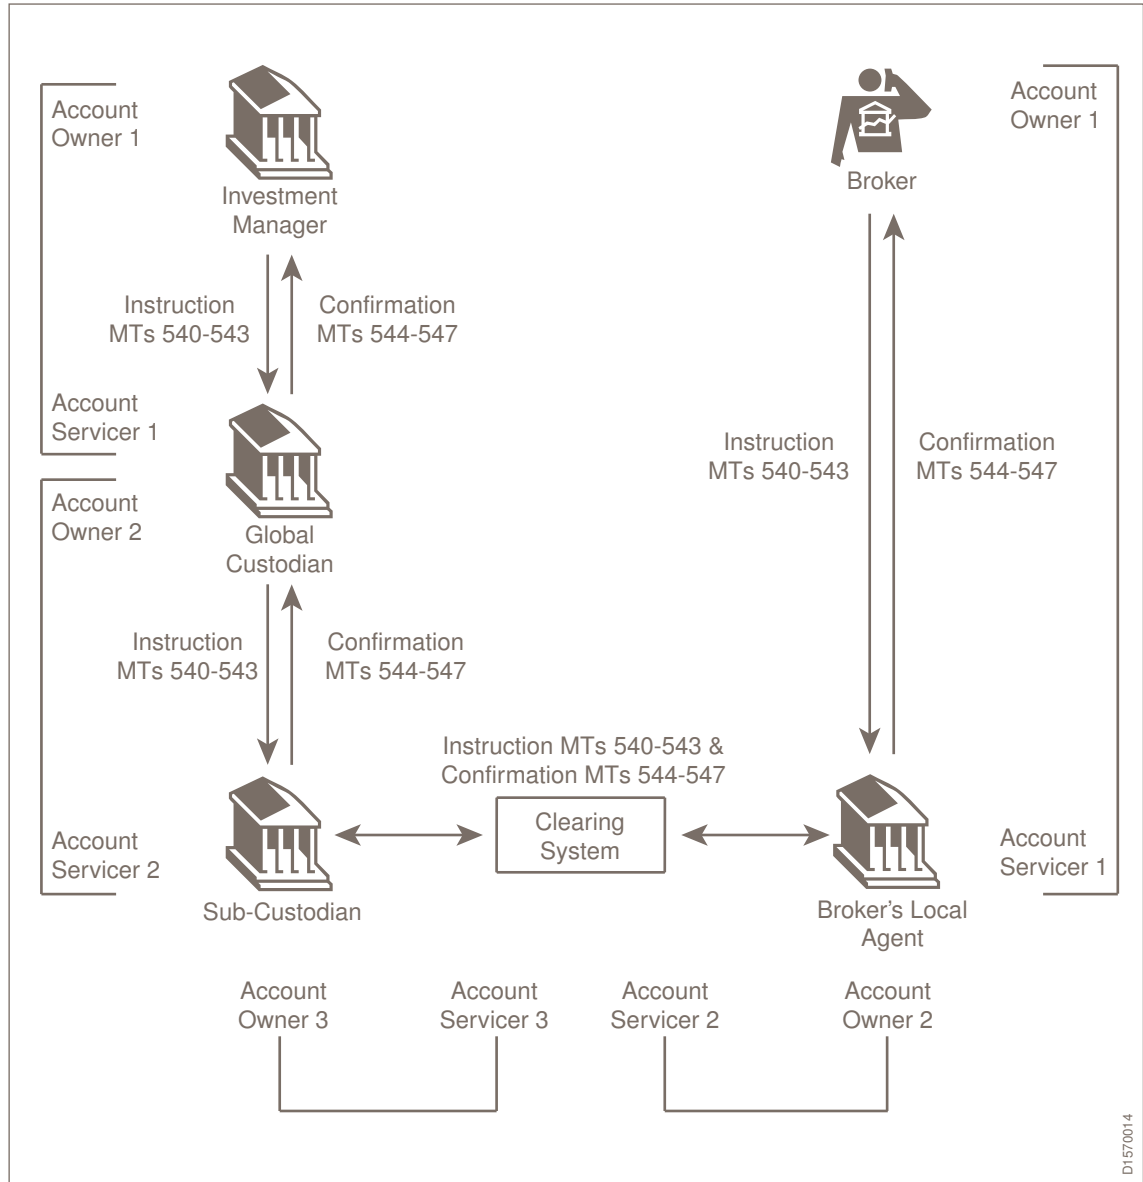 Account
Owner 1
Investment
Manager
Broker
Account
Owner 1
Instruction
MTs 540-543
Confirmation
MTs 544-547
Account
Servicer 1
Account
Owner 2
Global
Custodian
Instruction
MTs 540-543
Confirmation
MTs 544-547
Instruction
MTs 540-543
Confirmation
MTs 544-547
Account
Servicer 2
Sub-Custodian
Instruction MTs 540-543 &
Confirmation MTs 544-547
Clearing
System
Broker's Local
Agent
Account
Servicer 1
Account
Owner 3
Account
Servicer 3
Account
Servicer 2
Account
Owner 2
D1570014